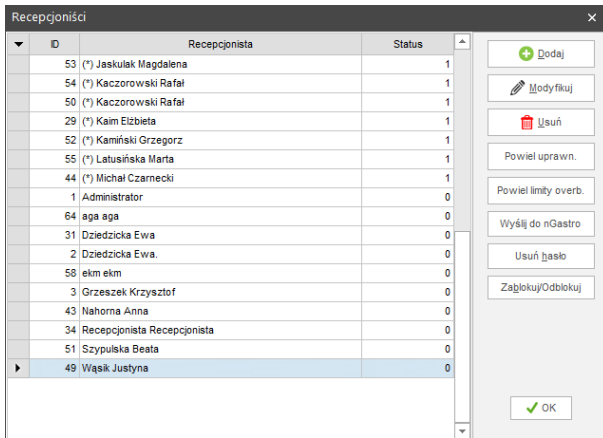 Recepcjoniści
ID Recepcjonista Status
53 (*) Jaskulak Magdalena 1
54 (*) Kaczorowski Rafał 1
50 (*) Kaczorowski Rafał 1
29 (*) Kaim Elżbieta 1
52 (*) Kamiński Grzegorz 1
55 (*) Latusińska Marta 1
44 (*) Michał Czarnecki 1
1 Administrator 0
64 aga aga 0
31 Dziedzicka Ewa 0
2 Dziedzicka Ewa. 0
58 ekm ekm 0
3 Grzeszek Krzysztof 0
43 Nahorna Anna 0
34 Recepcjonista Recepcjonista 0
51 Szypulska Beata 0
49 Wąsik Justyna 0
Dodaj
Modyfikuj
Usuń
Powiel uprawn.
Powiel limity overb.
Wyślij do nGastro
Usuń hasło
Zablokuj/Odblokuj
OK